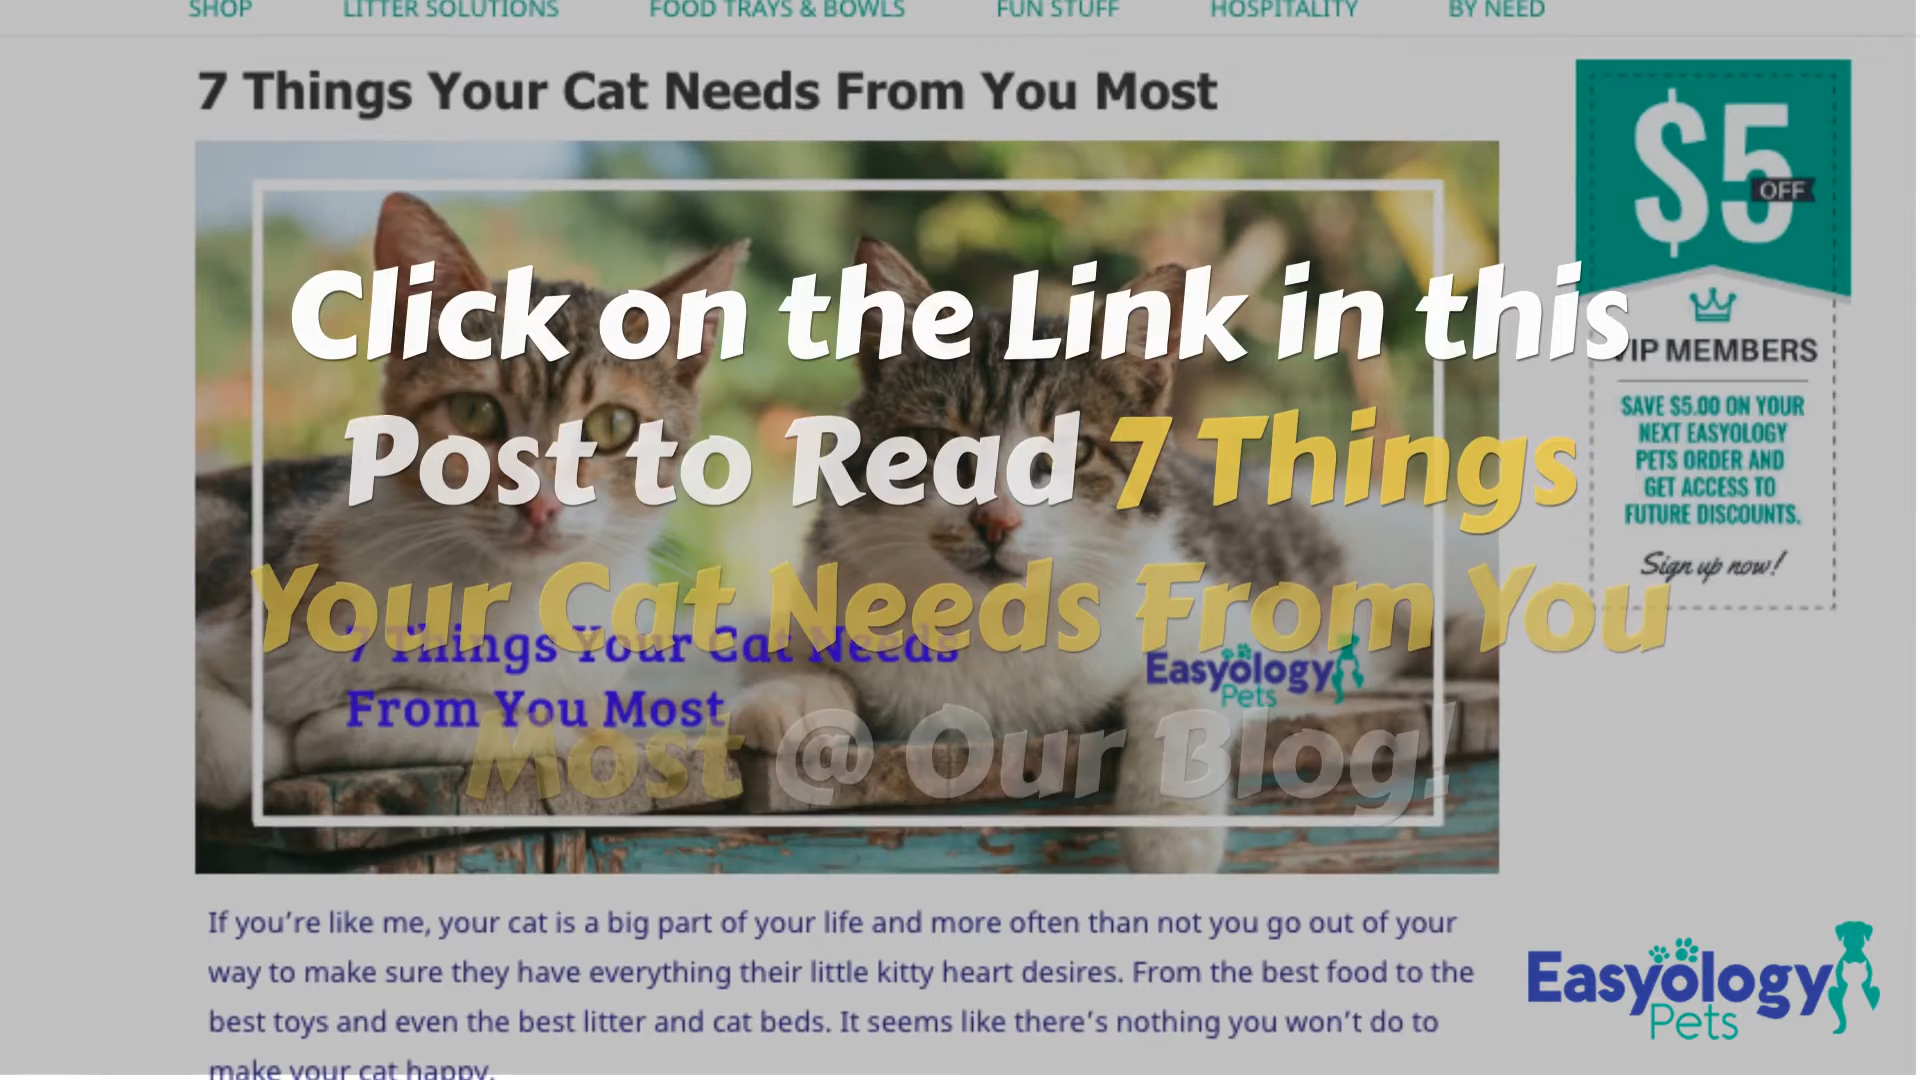 SHOP LITTER SOLUTIONS FOOD TRAYS & BOWLS FUN STUFF HOSPITALITY BY NEED
7 Things Your Cat Needs From You Most
$5
OFF
VIP MEMBERS
SAVE $5.00 ON YOUR
NEXT EASYOLOGY
PETS ORDER AND
GET ACCESS TO
FUTURE DISCOUNTS.
Sign up now!
Click on the Link in this
Post to Read 7 Things
Your Cat Needs From You
Most @ Our Blog!
7 Things Your Cat Needs
From You Most
Easyology
Pets
If you’re like me, your cat is a big part of your life and more often than not you go out of your
way to make sure they have everything their little kitty heart desires. From the best food to the
best toys and even the best litter and cat beds. It seems like there’s nothing you won’t do to
make your cat happy.
Easyology
Pets